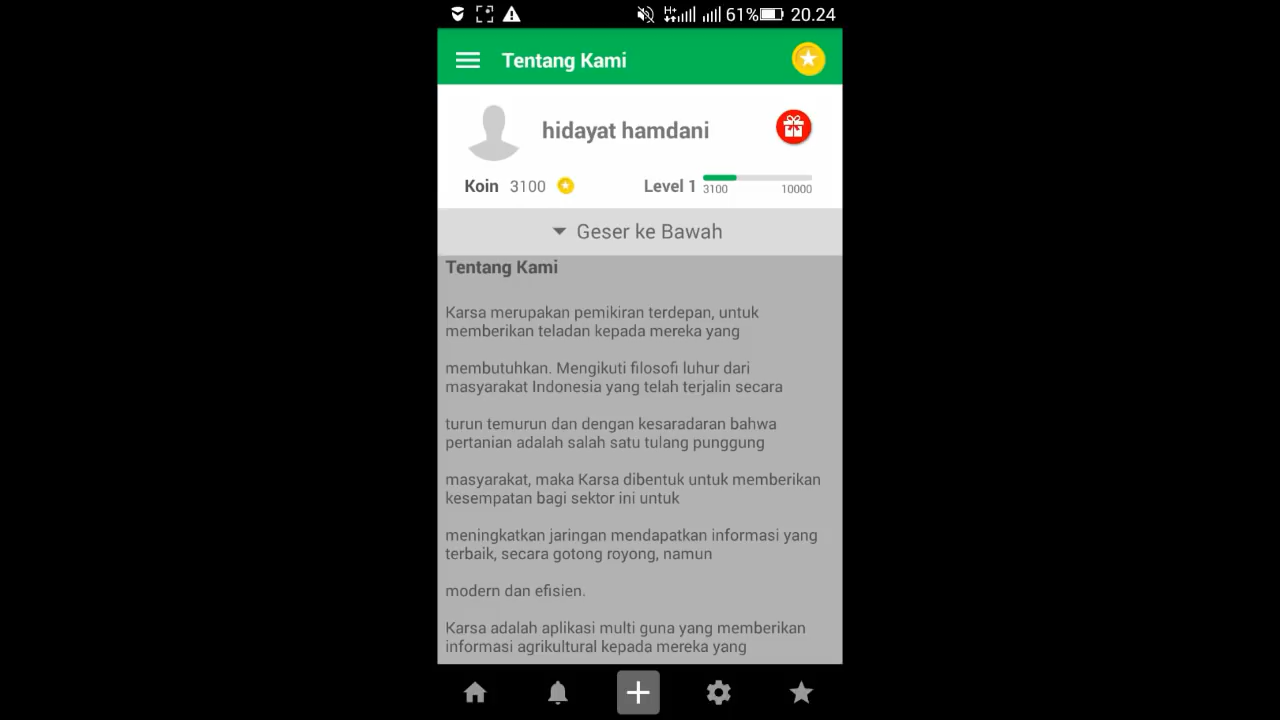 61% 20.24
Tentang Kami
hidayat hamdani
Koin 3100 Level 1 3100 10000
Geser ke Bawah
Tentang Kami
Karsa merupakan pemikiran terdepan, untuk
memberikan teladan kepada mereka yang
membutuhkan. Mengikuti filosofi luhur dari
masyarakat Indonesia yang telah terjalin secara
turun temurun dan dengan kesaradaran bahwa
pertanian adalah salah satu tulang punggung
masyarakat, maka Karsa dibentuk untuk memberikan
kesempatan bagi sektor ini untuk
meningkatkan jaringan mendapatkan informasi yang
terbaik, secara gotong royong, namun
modern dan efisien.
Karsa adalah aplikasi multi guna yang memberikan
informasi agrikultural kepada mereka yang